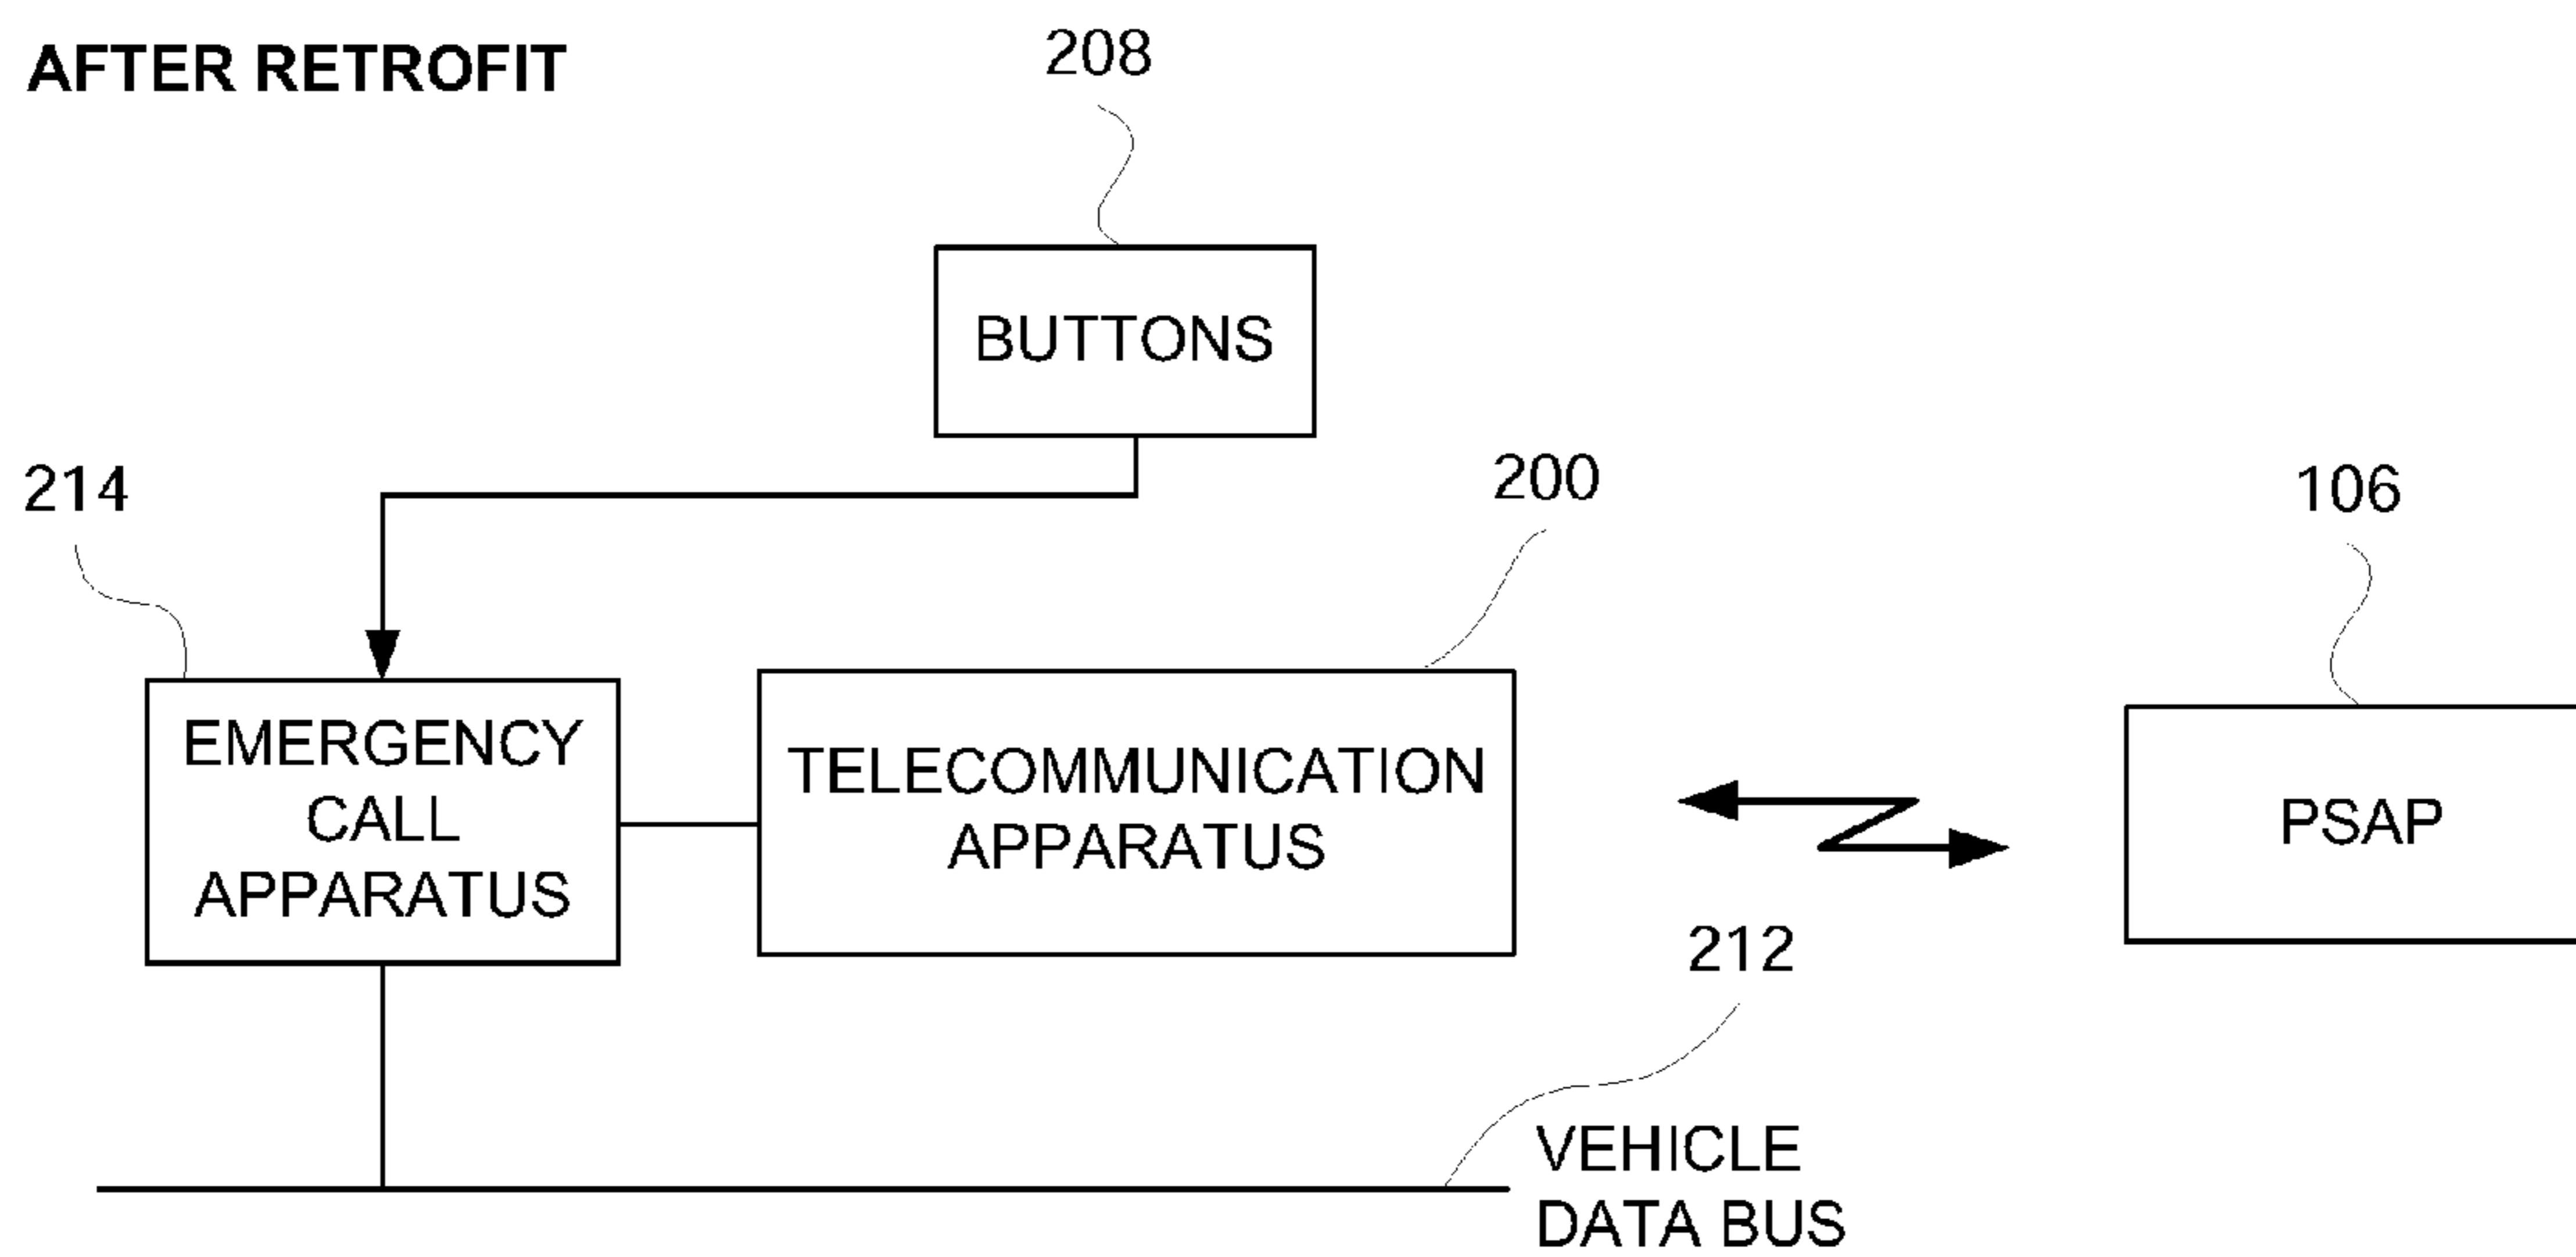 AFTER RETROFIT
208
BUTTONS
214
200
106
EMERGENCY
CALL
APPARATUS
TELECOMMUNICATION
APPARATUS
PSAP
212
VEHICLE
DATA BUS